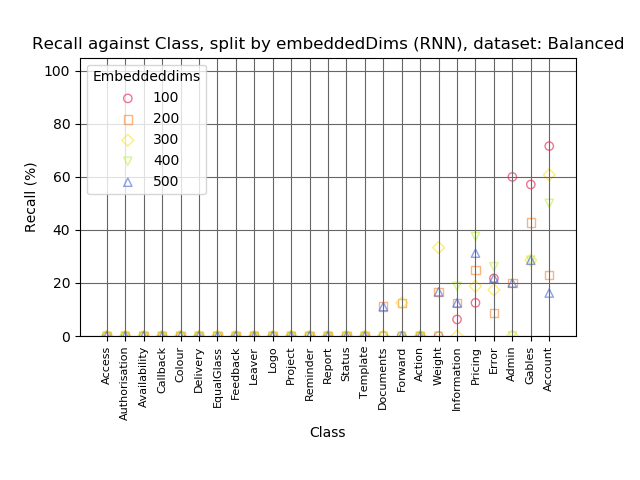 Recall against Class, split by embeddedDims (RNN), dataset: Balanced
Embeddeddims
100
200
300
400
500
Recall (%)
100
80
60
40
20
0
Access
Authorisation
Availability
Callback
Colour
Delivery
EqualGlass
Feedback
Leaver
Logo
Project
Reminder
Report
Status
Template
Documents
Forward
Action
Weight
Information
Pricing
Error
Admin
Gables
Account
Class